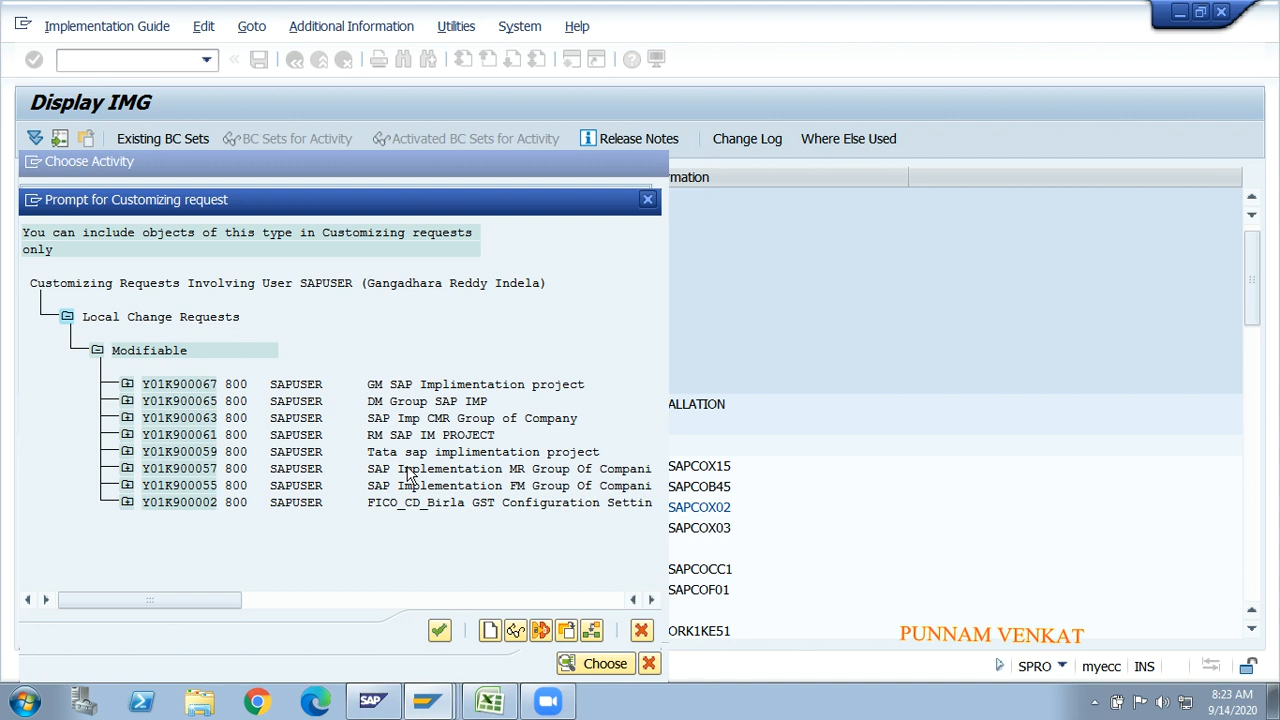 Implementation Guide Edit Goto Additional Information Utilities System Help
Display IMG
Existing BC Sets BC Sets for Activity Activated BC Sets for Activity Release Notes Change Log Where Else Used
Choose Activity
rmation
Prompt for Customizing request
You can include objects of this type in Customizing requests
only
Customizing Requests Involving User SAPUSER (Gangadhara Reddy Indela)
Local Change Requests
Modifiable
Y01K900067 800 SAPUSER GM SAP Implimentation project
Y01K900065 800 SAPUSER DM Group SAP IMP
Y01K900063 800 SAPUSER SAP Imp CMR Group of Company
Y01K900061 800 SAPUSER RM SAP IM PROJECT
Y01K900059 800 SAPUSER Tata sap implimentation project
Y01K900057 800 SAPUSER SAP Implementation MR Group Of Compani
Y01K900055 800 SAPUSER SAP Implementation FM Group Of Compani
Y01K900002 800 SAPUSER FICO_CD_Birla GST Configuration Settin
ALLATION
SAPCOX15
SAPCOB45
SAPCOX02
SAPCOX03
SAPCOCC1
SAPCOF01
ORK1KE51
PUNNAM VENKAT
Choose
SPRO myecc INS
SAP
8:23 AM
9/14/2020